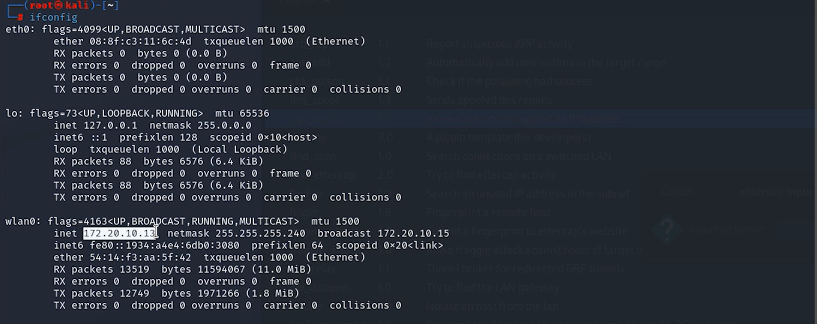 (root㉿kali)-[~]
# ifconfig
eth0: flags=4099<UP,BROADCAST,MULTICAST>  mtu 1500
ether 08:8f:c3:11:6c:4d  txqueuelen 1000  (Ethernet)
RX packets 0  bytes 0 (0.0 B)
RX errors 0  dropped 0  overruns 0  frame 0
TX packets 0  bytes 0 (0.0 B)
TX errors 0  dropped 0 overruns 0  carrier 0  collisions 0
lo: flags=73<UP,LOOPBACK,RUNNING>  mtu 65536
inet 127.0.0.1  netmask 255.0.0.0
inet6 ::1  prefixlen 128  scopeid 0×10<host>
loop  txqueuelen 1000  (Local Loopback)
RX packets 88  bytes 6576 (6.4 KiB)
RX errors 0  dropped 0  overruns 0  frame 0
TX packets 88  bytes 6576 (6.4 KiB)
TX errors 0  dropped 0 overruns 0  carrier 0  collisions 0
wlan0: flags=4163<UP,BROADCAST,RUNNING,MULTICAST>  mtu 1500
inet 172.20.10.13  netmask 255.255.255.240  broadcast 172.20.10.15
inet6 fe80::1934:a4e4:6db0:3080  prefixlen 64  scopeid 0×20<link>
ether 54:14:f3:aa:5f:42  txqueuelen 1000  (Ethernet)
RX packets 13519  bytes 11594067 (11.0 MiB)
RX errors 0  dropped 0  overruns 0  frame 0
TX packets 12749  bytes 1971266 (1.8 MiB)
TX errors 0  dropped 0 overruns 0  carrier 0  collisions 0